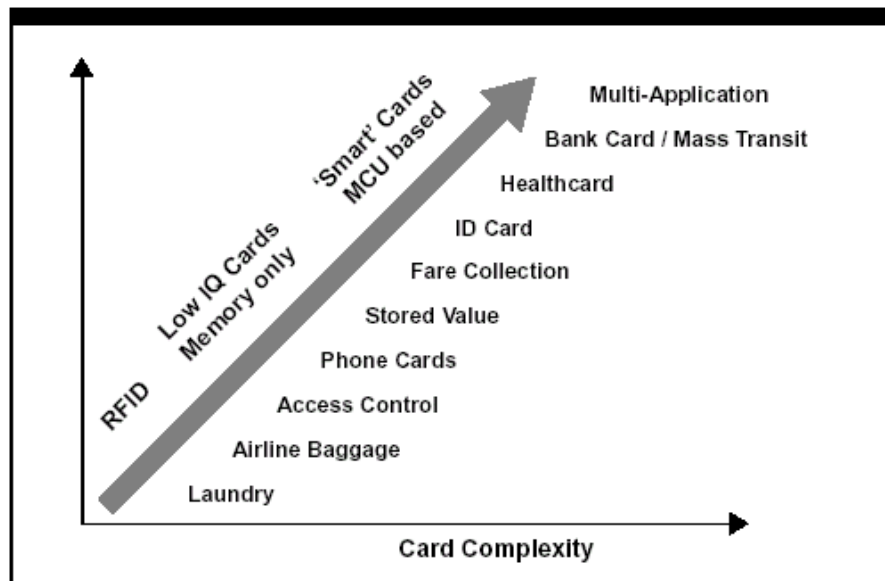 ‘Smart’ Cards
MCU based
Low IQ Cards
Memory only
RFID
Multi-Application
Bank Card / Mass Transit
Healthcard
ID Card
Fare Collection
Stored Value
Phone Cards
Access Control
Airline Baggage
Laundry
Card Complexity